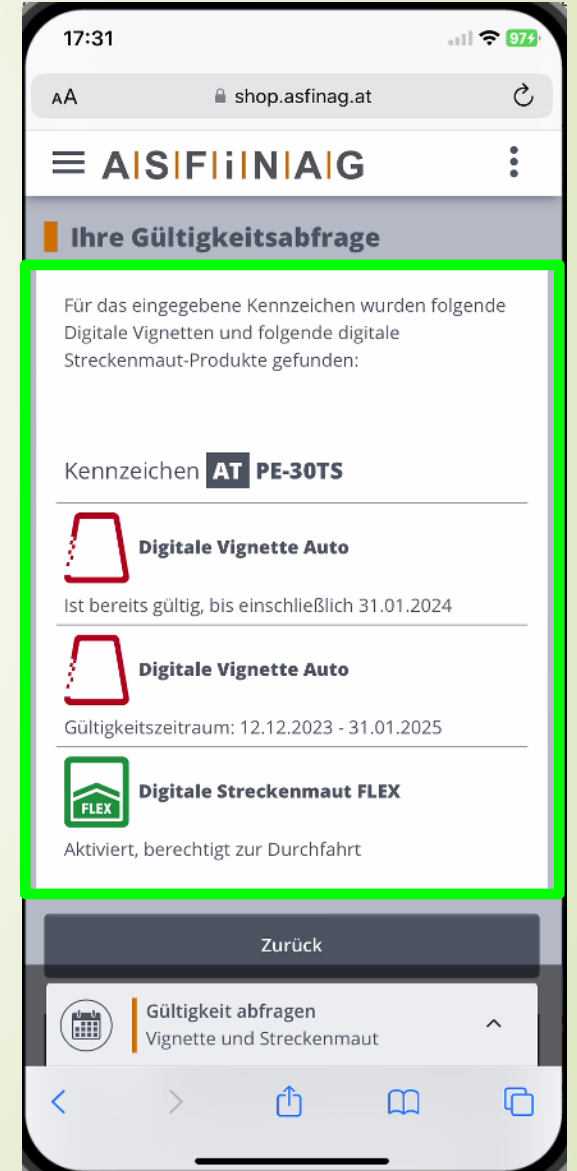 17:31
97
AA shop.asfinag.at
A|S|F|i|N|A|G
Ihre Gültigkeitsabfrage
Für das eingegebene Kennzeichen wurden folgende
Digitale Vignetten und folgende digitale
Streckenmaut-Produkte gefunden:
Kennzeichen AT PE-30TS
Digitale Vignette Auto
Ist bereits gültig, bis einschließlich 31.01.2024
Digitale Vignette Auto
Gültigkeitszeitraum: 12.12.2023 - 31.01.2025
FLEX
Digitale Streckenmaut FLEX
Aktiviert, berechtigt zur Durchfahrt
Zurück
Gültigkeit abfragen
Vignette und Streckenmaut